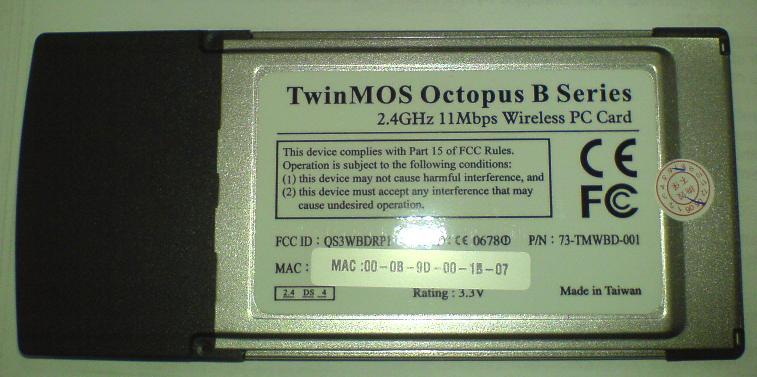 TwinMOS Octopus B Series
2.4GHz 11Mbps Wireless PC Card
This device complies with Part 15 of FCC Rules.
Operation is subject to the following conditions:
(1) this device may not cause harmful interference, and
(2) this device must accept any interference that may
cause undesired operation.
CE
FC
FCC ID : QS3WBDRP1 : CE 0678 P/N : 73-TMWBD-001
MAC : MAC :00-0B-9D-00-1B-07
2.4 DS 4 Rating : 3.3V Made in Taiwan